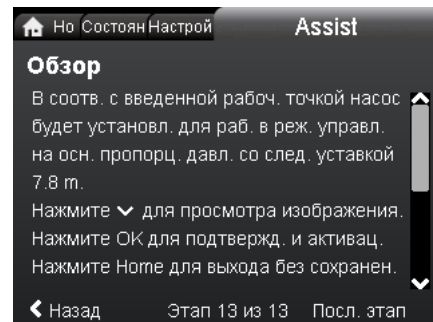 Но Состоян Настрой Assist
Обзор
В соотв. с введенной рабоч. точкой насос
будет установл. для раб. в реж. управл.
на осн. пропорц. давл. со след. уставкой
7.8 m.
Нажмите для просмотра изображения.
Нажмите OK для подтвержд. и активац.
Нажмите Home для выхода без сохранен.
Назад Этап 13 из 13 Посл. этап